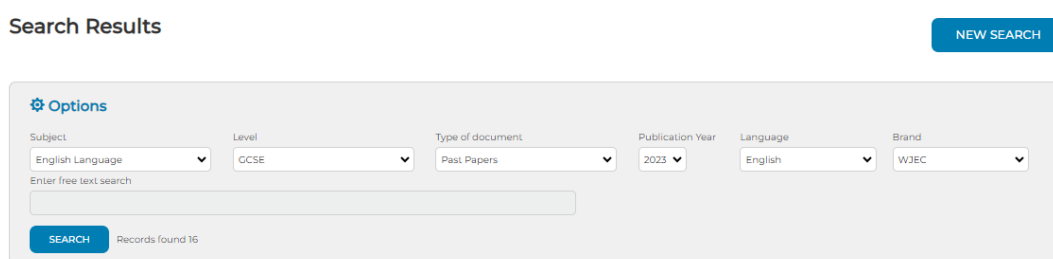 Search Results
NEW SEARCH
Options
Subject Level Type of document Publication Year Language Brand
English Language GCSE Past Papers 2023 English WJEC
Enter free text search
SEARCH Records found 16